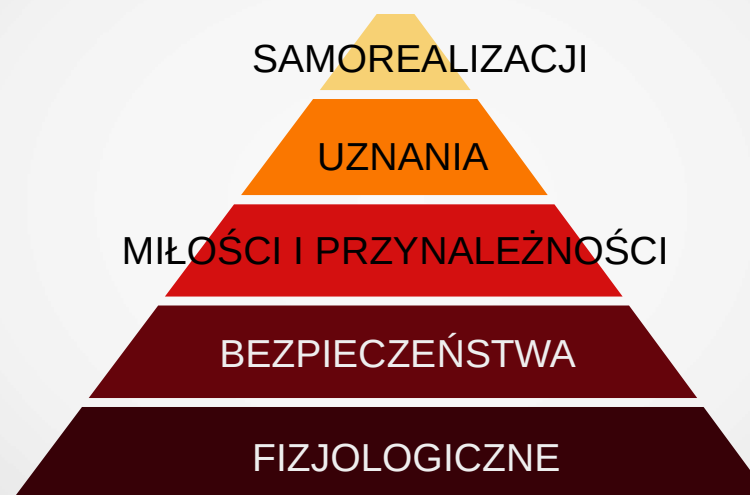 SAMOREALIZACJI
UZNANIA
MIŁOŚCI I PRZYNALEŻNOŚCI
BEZPIECZEŃSTWA
FIZJOLOGICZNE